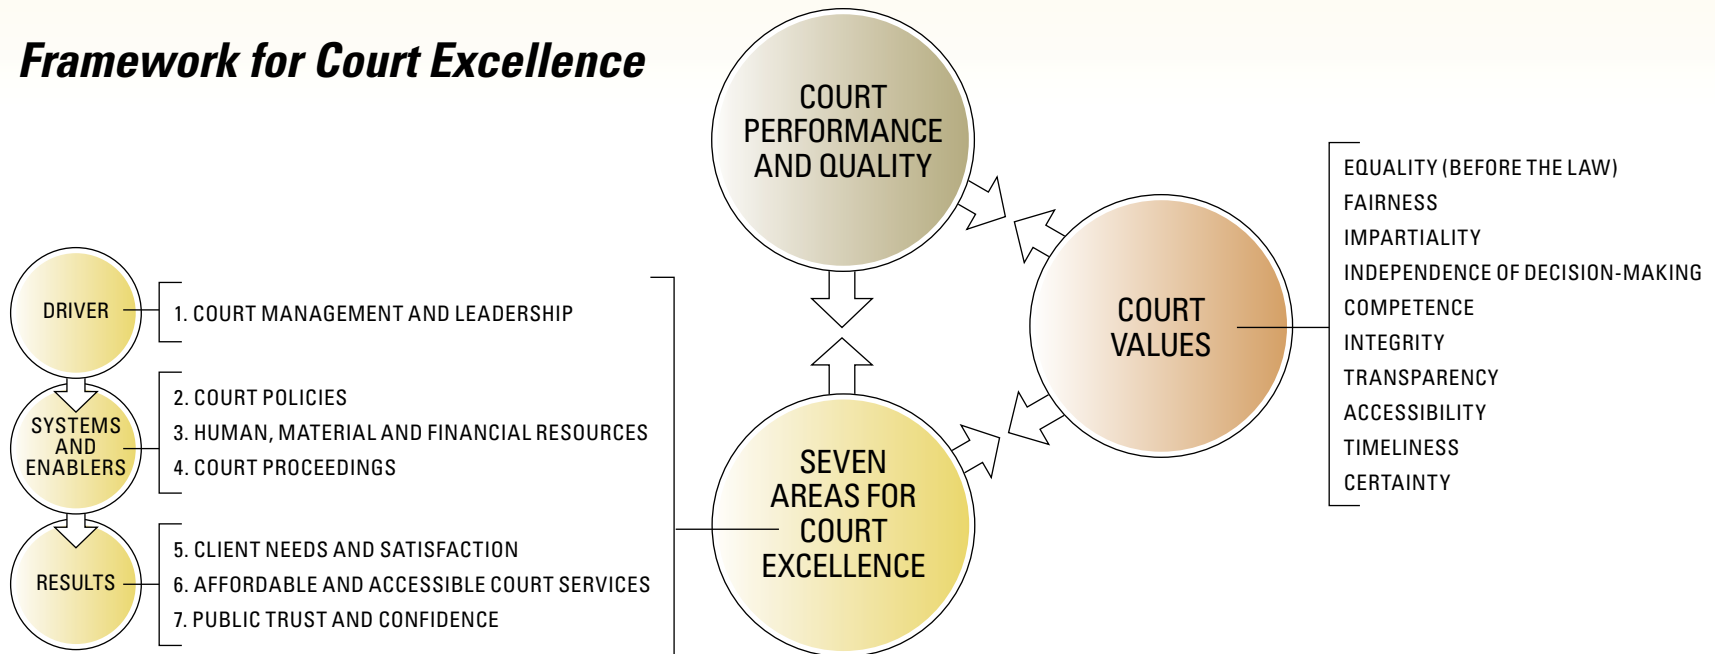 Framework for Court Excellence
COURT
PERFORMANCE
AND QUALITY
DRIVER
1. COURT MANAGEMENT AND LEADERSHIP
SYSTEMS
AND
ENABLERS
2. COURT POLICIES
3. HUMAN, MATERIAL AND FINANCIAL RESOURCES
4. COURT PROCEEDINGS
RESULTS
5. CLIENT NEEDS AND SATISFACTION
6. AFFORDABLE AND ACCESSIBLE COURT SERVICES
7. PUBLIC TRUST AND CONFIDENCE
SEVEN
AREAS FOR
COURT
EXCELLENCE
COURT
VALUES
EQUALITY (BEFORE THE LAW)
FAIRNESS
IMPARTIALITY
INDEPENDENCE OF DECISION-MAKING
COMPETENCE
INTEGRITY
TRANSPARENCY
ACCESSIBILITY
TIMELINESS
CERTAINTY